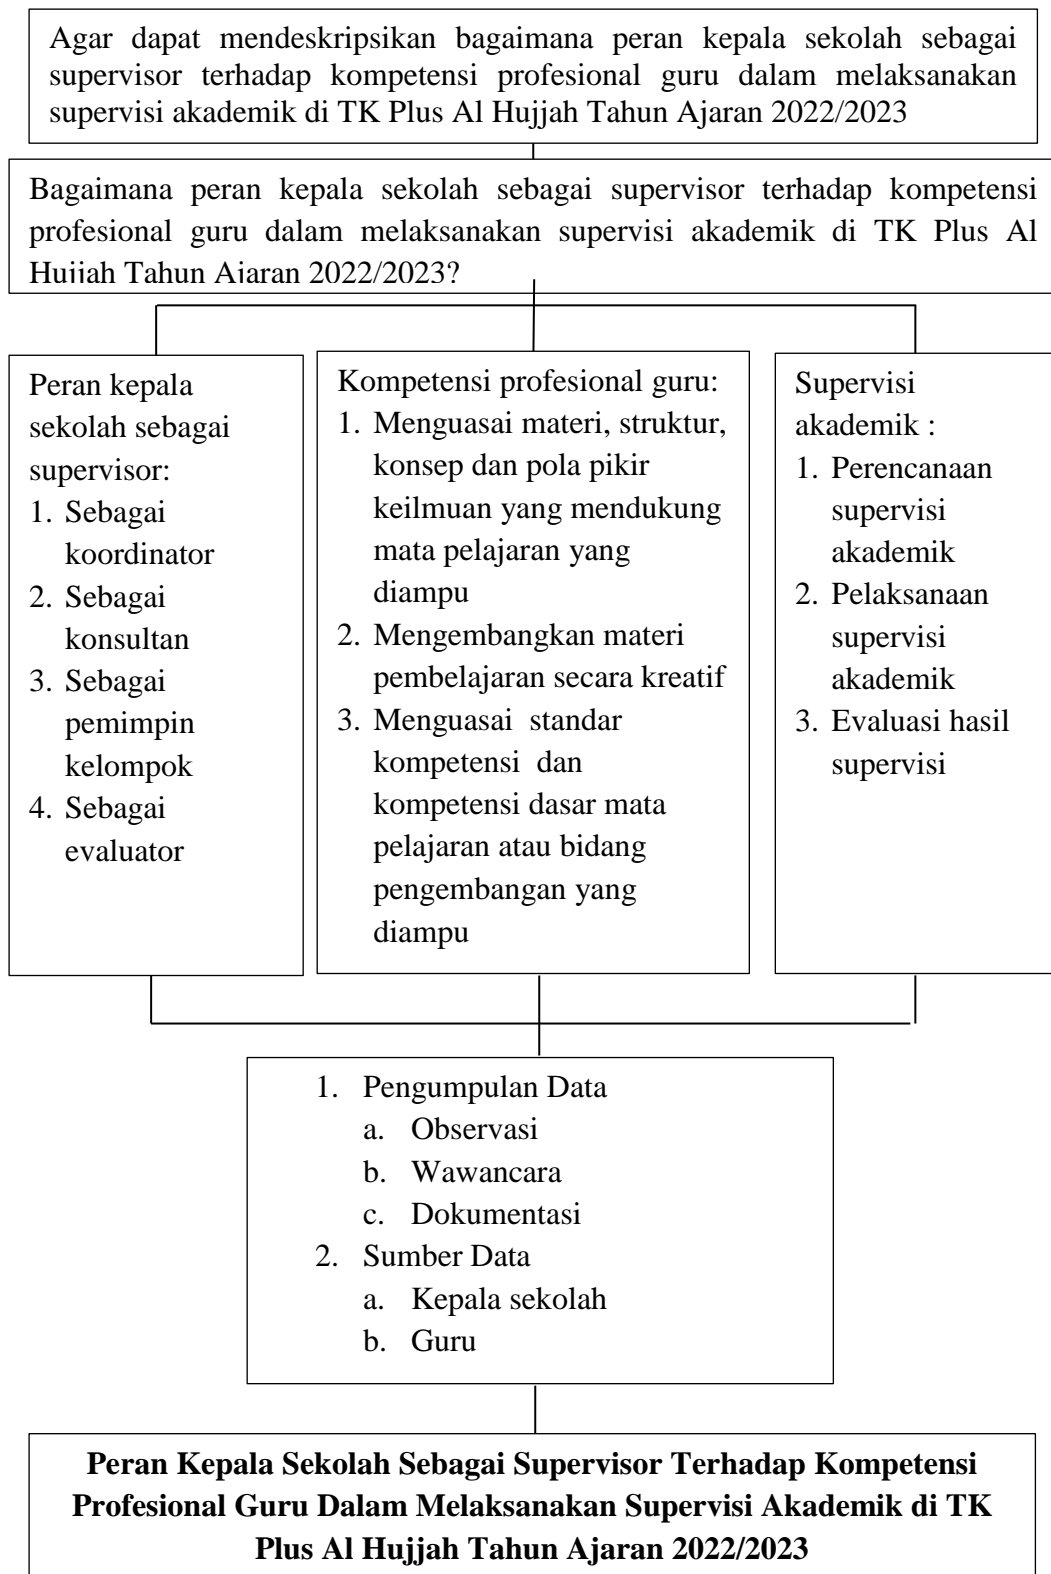 Agar dapat mendeskripsikan bagaimana peran kepala sekolah sebagai
supervisor terhadap kompetensi profesional guru dalam melaksanakan
supervisi akademik di TK Plus Al Hujjah Tahun Ajaran 2022/2023
Bagaimana peran kepala sekolah sebagai supervisor terhadap kompetensi
profesional guru dalam melaksanakan supervisi akademik di TK Plus Al
Hujjah Tahun Ajaran 2022/2023?
Peran kepala
sekolah sebagai
supervisor:
1. Sebagai
koordinator
2. Sebagai
konsultan
3. Sebagai
pemimpin
kelompok
4. Sebagai
evaluator
Kompetensi profesional guru:
1. Menguasai materi, struktur,
konsep dan pola pikir
keilmuan yang mendukung
mata pelajaran yang
diampu
2. Mengembangkan materi
pembelajaran secara kreatif
3. Menguasai standar
kompetensi dan
kompetensi dasar mata
pelajaran atau bidang
pengembangan yang
diampu
Supervisi
akademik :
1. Perencanaan
supervisi
akademik
2. Pelaksanaan
supervisi
akademik
3. Evaluasi hasil
supervisi
1. Pengumpulan Data
a. Observasi
b. Wawancara
c. Dokumentasi
2. Sumber Data
a. Kepala sekolah
b. Guru
Peran Kepala Sekolah Sebagai Supervisor Terhadap Kompetensi
Profesional Guru Dalam Melaksanakan Supervisi Akademik di TK
Plus Al Hujjah Tahun Ajaran 2022/2023